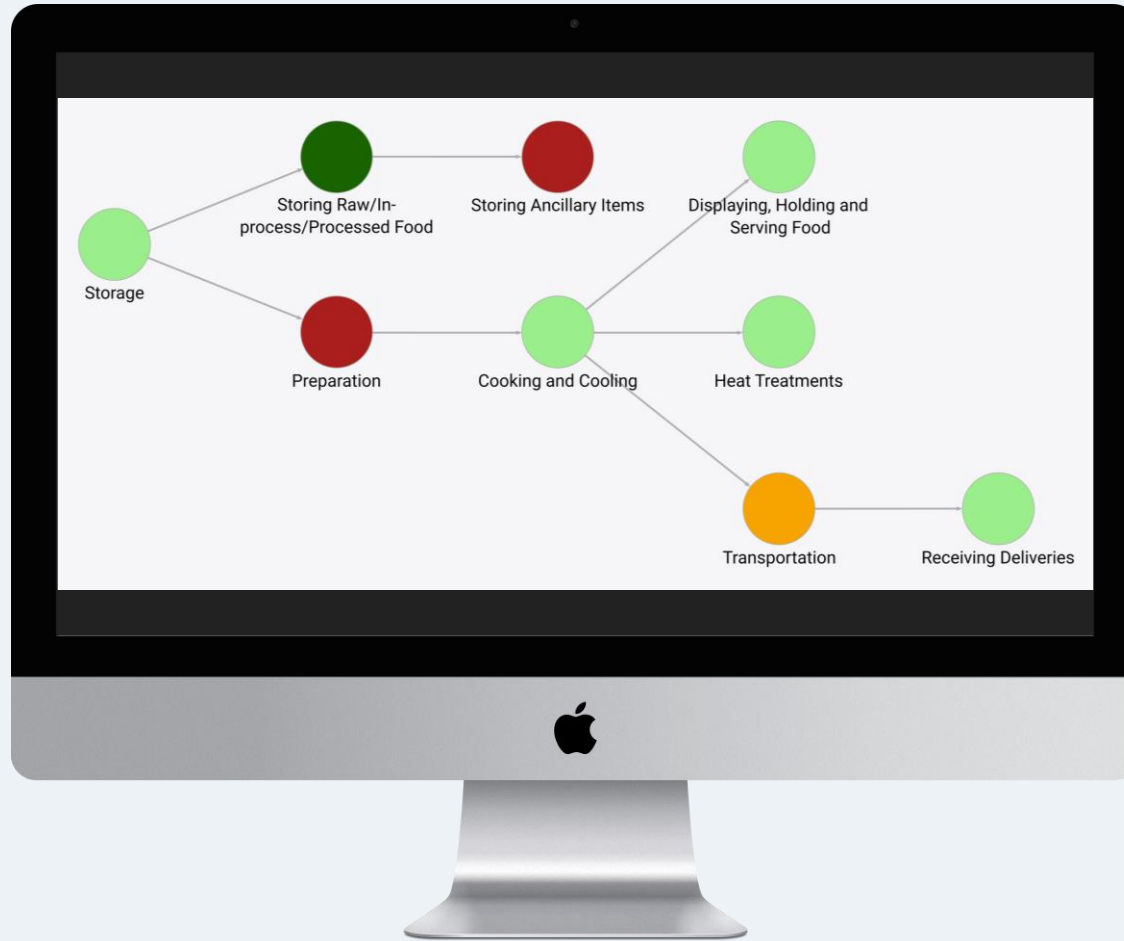 Storing Raw/In-
process/Processed Food
Storing Ancillary Items
Displaying, Holding and
Serving Food
Storage
Preparation
Cooking and Cooling
Heat Treatments
Transportation
Receiving Deliveries